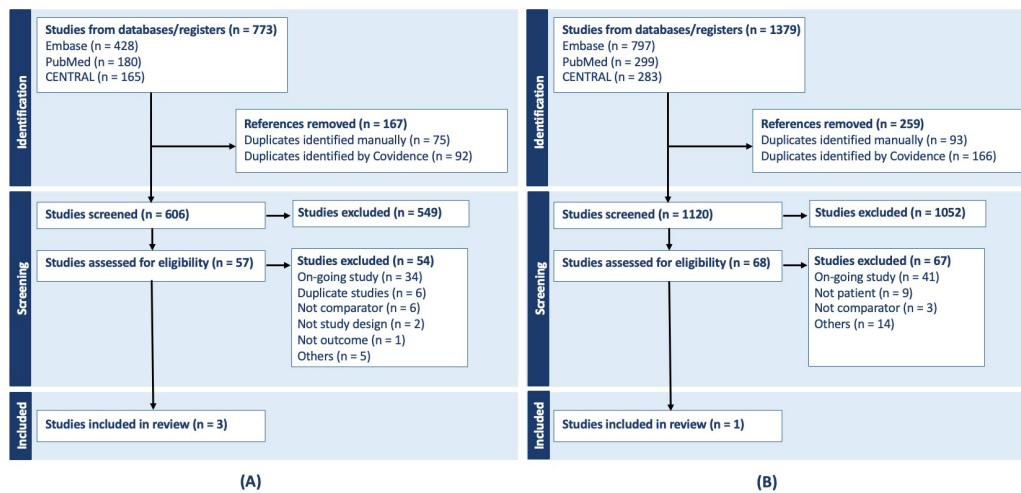 Identification
Studies from databases/registers (n = 773)
Embase (n = 428)
PubMed (n = 180)
CENTRAL (n = 165)
References removed (n = 167)
Duplicates identified manually (n = 75)
Duplicates identified by Covidence (n = 92)
Screening
Studies screened (n = 606)
Studies excluded (n = 549)
Studies assessed for eligibility (n = 57)
Studies excluded (n = 54)
On-going study (n = 34)
Duplicate studies (n = 6)
Not comparator (n = 6)
Not study design (n = 2)
Not outcome (n = 1)
Others (n = 5)
Included
Studies included in review (n = 3)
(A)
Identification
Studies from databases/registers (n = 1379)
Embase (n = 797)
PubMed (n = 299)
CENTRAL (n = 283)
References removed (n = 259)
Duplicates identified manually (n = 93)
Duplicates identified by Covidence (n = 166)
Screening
Studies screened (n = 1120)
Studies excluded (n = 1052)
Studies assessed for eligibility (n = 68)
Studies excluded (n = 67)
On-going study (n = 41)
Not patient (n = 9)
Not comparator (n = 3)
Others (n = 14)
Included
Studies included in review (n = 1)
(B)